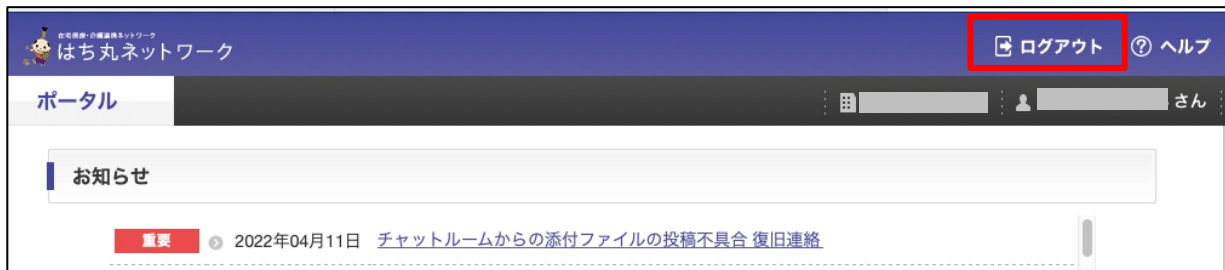 在宅医療・介護連携ネットワーク
はち丸ネットワーク
ログアウト
ヘルプ
ポータル
さん
お知らせ
重要 2022年04月11日 チャットルームからの添付ファイルの投稿不具合 復旧連絡